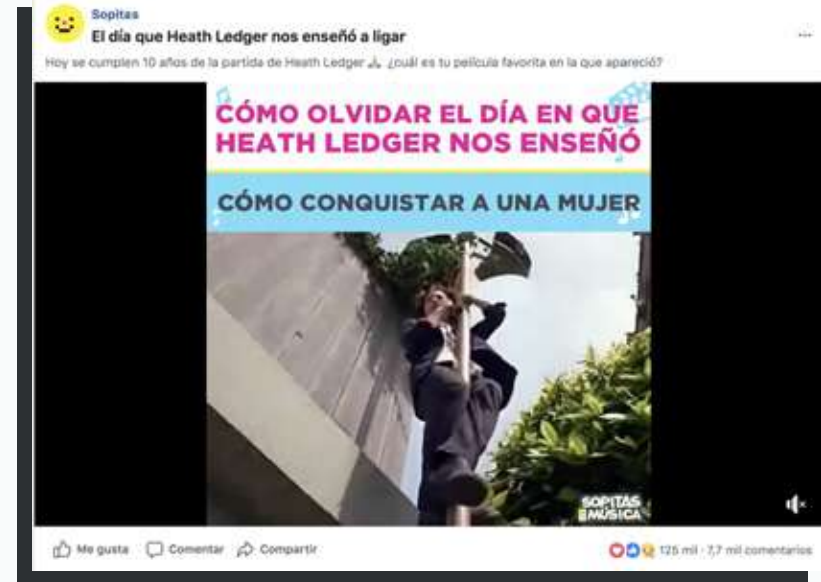 Sopitas
El día que Heath Ledger nos enseñó a ligar
Hoy se cumplen 10 años de la partida de Heath Ledger 🙏 ¿cuál es tu película favorita en la que apareció?
CÓMO OLVIDAR EL DÍA EN QUE
HEATH LEDGER NOS ENSEÑÓ
CÓMO CONQUISTAR A UNA MUJER
SOPITAS
EMÚSICA
Me gusta Comentar Compartir 125 mil · 7,7 mil comentarios